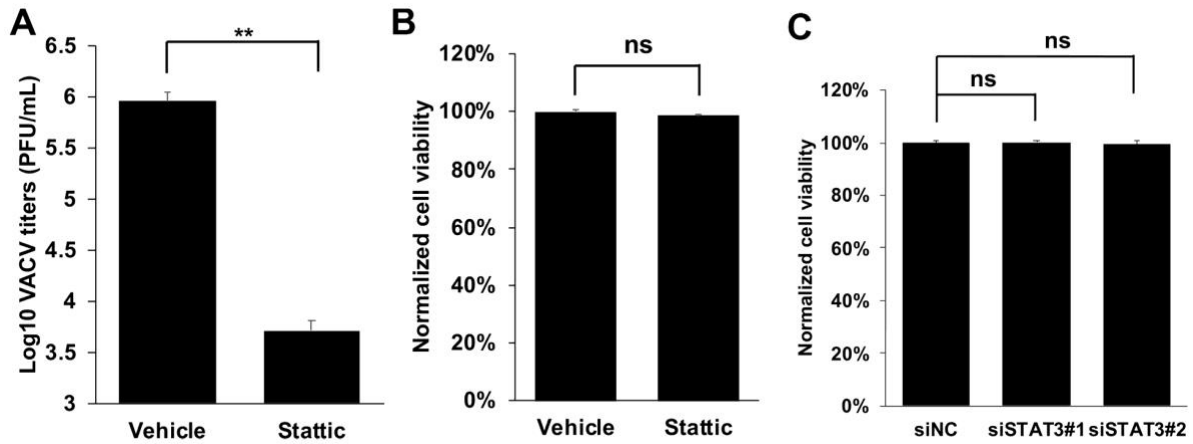 A
Log10 VACV titers (PFU/mL)
6.5
6
5.5
5
4.5
4
3.5
3
**
Vehicle
Stattic
B
Normalized cell viability
120%
100%
80%
60%
40%
20%
0%
ns
Vehicle
Stattic
C
Normalized cell viability
120%
100%
80%
60%
40%
20%
0%
ns
ns
siNC
siSTAT3#1
siSTAT3#2